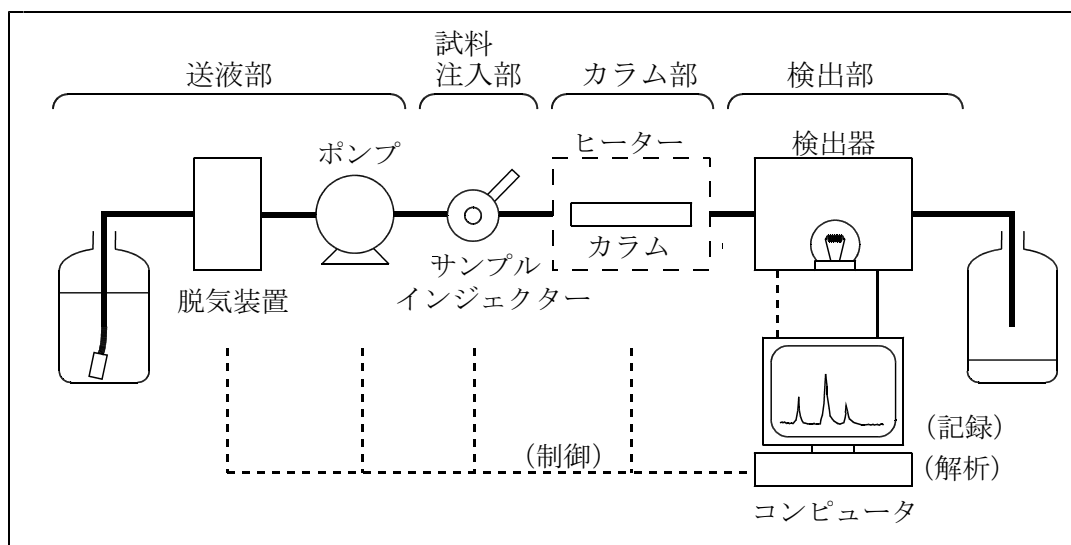 送液部
試料
注入部
カラム部
検出部
ポンプ
ヒーター
検出器
カラム
サンプル
インジェクター
脱気装置
(制御)
(記録)
(解析)
コンピュータ